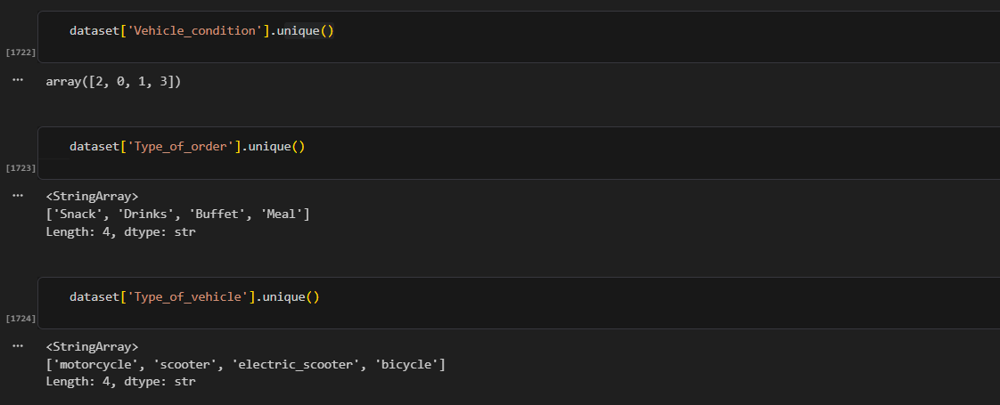 dataset['Vehicle_condition'].unique()
[1722]
... array([2, 0, 1, 3])
dataset['Type_of_order'].unique()
[1723]
... <StringArray>
['Snack', 'Drinks', 'Buffet', 'Meal']
Length: 4, dtype: str
dataset['Type_of_vehicle'].unique()
[1724]
... <StringArray>
['motorcycle', 'scooter', 'electric_scooter', 'bicycle']
Length: 4, dtype: str